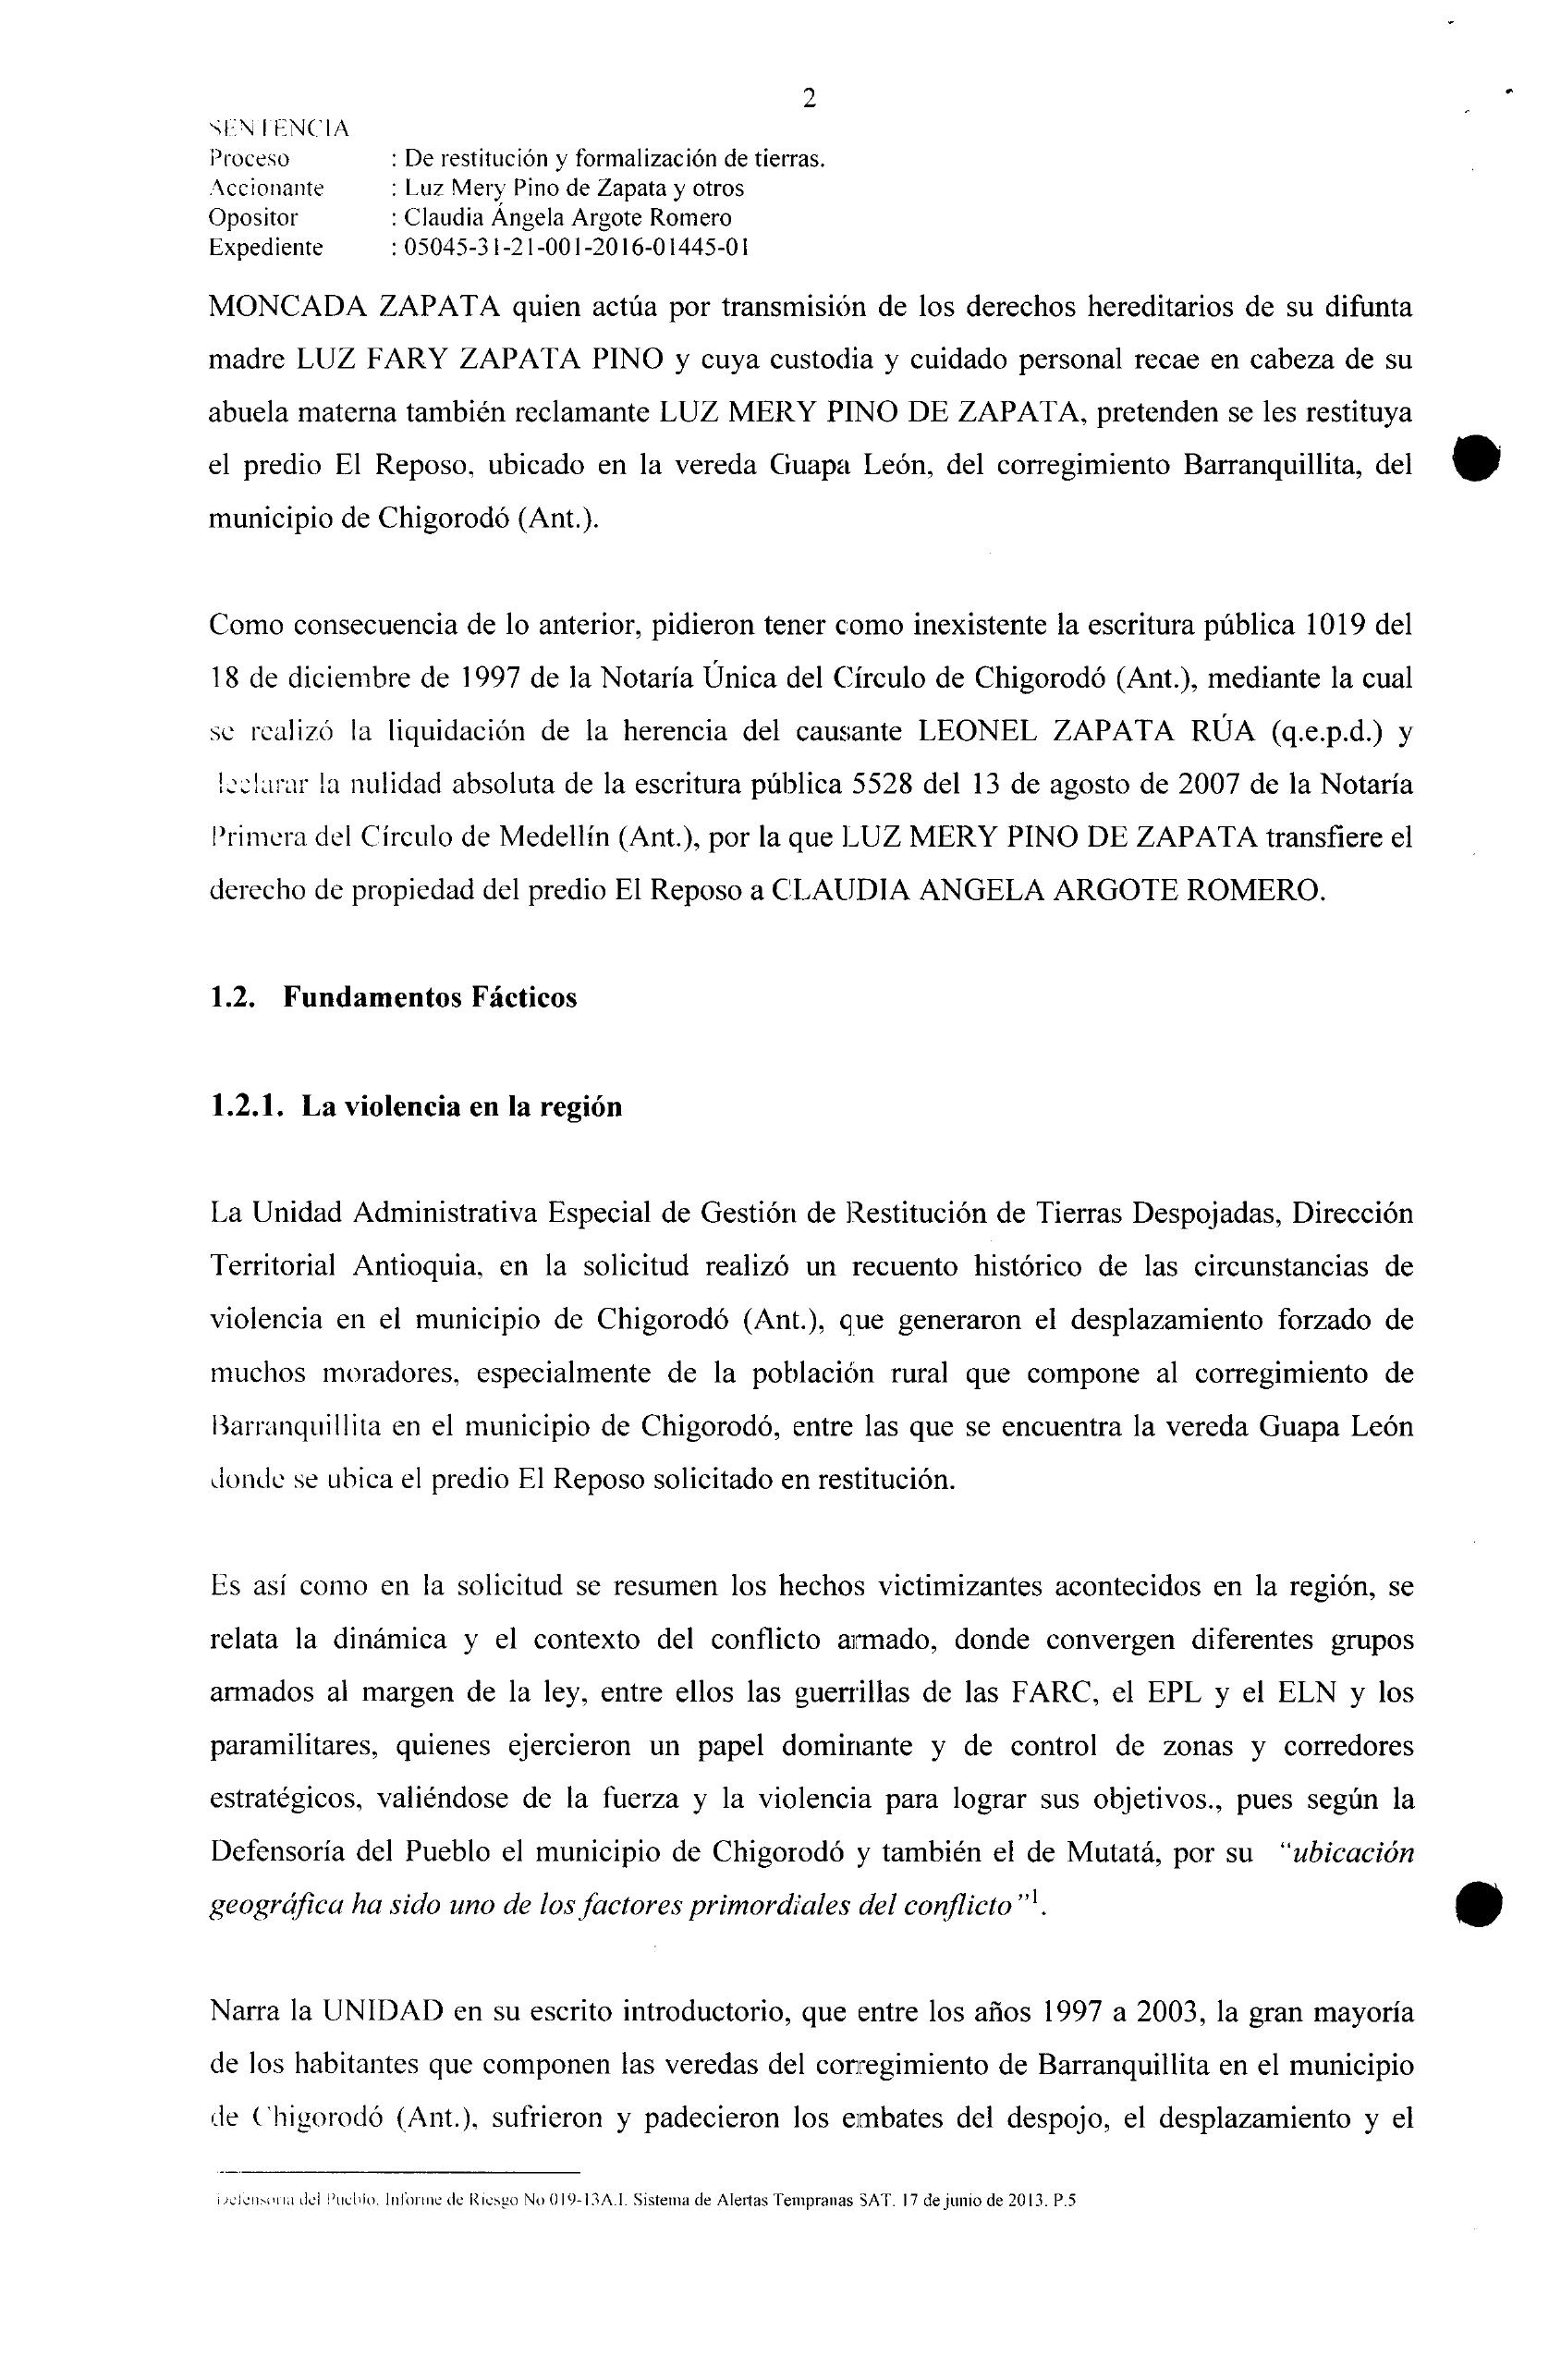 2
SENTENCIA
Proceso : De restitución y formalización de tierras.
Accionante : Luz Mery Pino de Zapata y otros
Opositor : Claudia Ángela Argote Romero
Expediente : 05045-31-21-001-2016-01445-01
MONCADA ZAPATA quien actúa por transmisión de los derechos hereditarios de su difunta
madre LUZ FARY ZAPATA PINO y cuya custodia y cuidado personal recae en cabeza de su
abuela materna también reclamante LUZ MERY PINO DE ZAPATA, pretenden se les restituya
el predio El Reposo, ubicado en la vereda Guapa León, del corregimiento Barranquillita, del
municipio de Chigorodó (Ant.).
Como consecuencia de lo anterior, pidieron tener como inexistente la escritura pública 1019 del
18 de diciembre de 1997 de la Notaría Única del Círculo de Chigorodó (Ant.), mediante la cual
se realizó la liquidación de la herencia del causante LEONEL ZAPATA RÚA (q.e.p.d.) y
declarar la nulidad absoluta de la escritura pública 5528 del 13 de agosto de 2007 de la Notaría
Primera del Círculo de Medellín (Ant.), por la que LUZ MERY PINO DE ZAPATA transfiere el
derecho de propiedad del predio El Reposo a CLAUDIA ANGELA ARGOTE ROMERO.
1.2. Fundamentos Fácticos
1.2.1. La violencia en la región
La Unidad Administrativa Especial de Gestión de Restitución de Tierras Despojadas, Dirección
Territorial Antioquia, en la solicitud realizó un recuento histórico de las circunstancias de
violencia en el municipio de Chigorodó (Ant.), que generaron el desplazamiento forzado de
muchos moradores, especialmente de la población rural que compone al corregimiento de
Barranquillita en el municipio de Chigorodó, entre las que se encuentra la vereda Guapa León
donde se ubica el predio El Reposo solicitado en restitución.
Es así como en la solicitud se resumen los hechos victimizantes acontecidos en la región, se
relata la dinámica y el contexto del conflicto armado, donde convergen diferentes grupos
armados al margen de la ley, entre ellos las guerrillas de las FARC, el EPL y el ELN y los
paramilitares, quienes ejercieron un papel dominante y de control de zonas y corredores
estratégicos, valiéndose de la fuerza y la violencia para lograr sus objetivos., pues según la
Defensoría del Pueblo el municipio de Chigorodó y también el de Mutatá, por su "ubicación
geográfica ha sido uno de los factores primordiales del conflicto"¹.
Narra la UNIDAD en su escrito introductorio, que entre los años 1997 a 2003, la gran mayoría
de los habitantes que componen las veredas del corregimiento de Barranquillita en el municipio
de Chigorodó (Ant.), sufrieron y padecieron los embates del despojo, el desplazamiento y el
Defensoría del Pueblo. Informe de Riesgo No 019-13A.I. Sistema de Alertas Tempranas SAT. 17 de junio de 2013. P.5